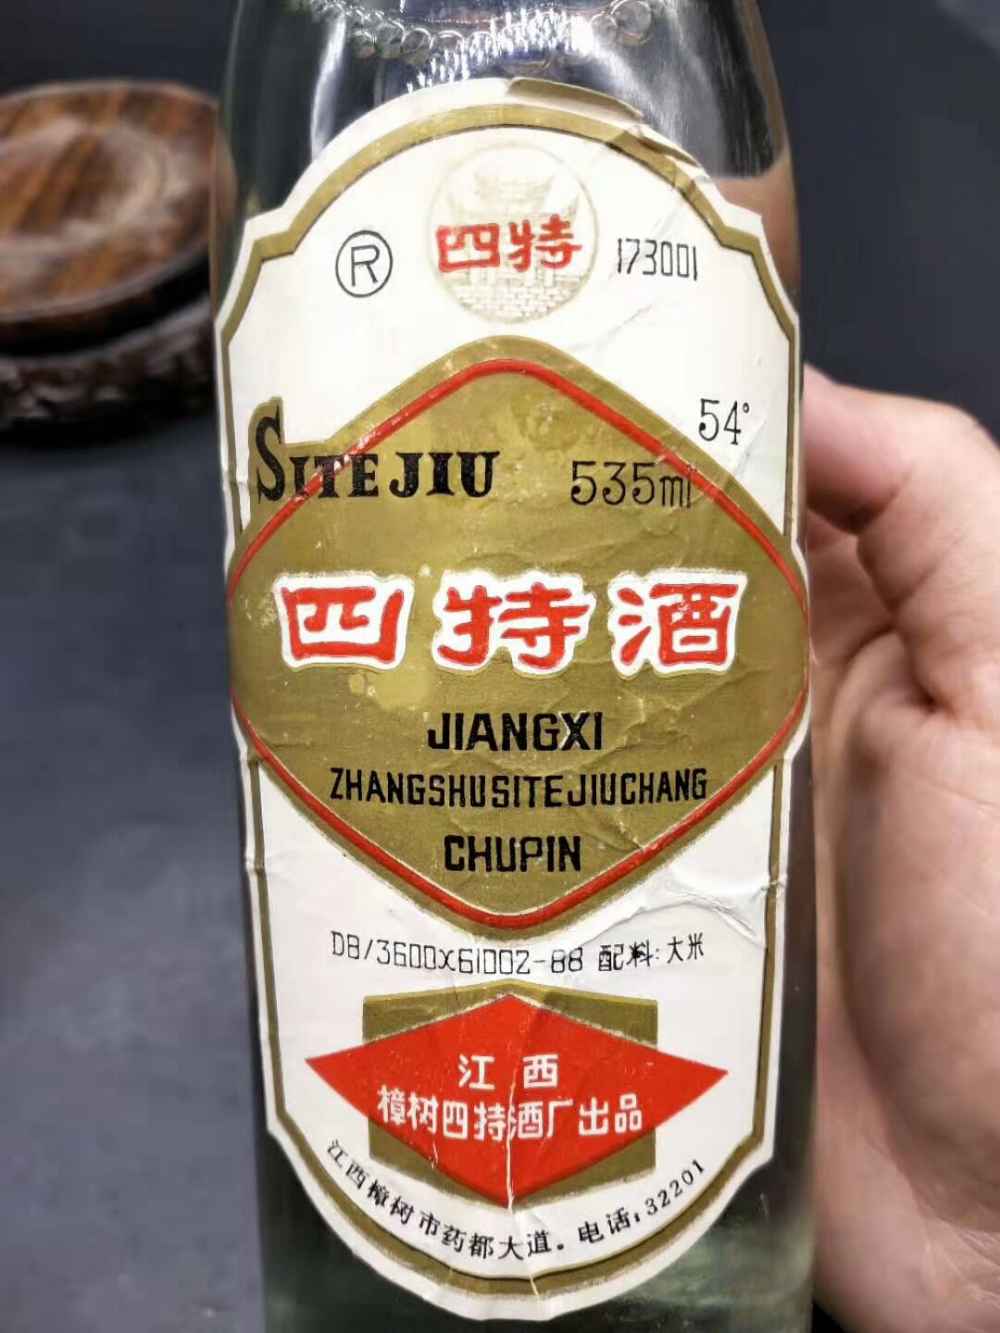 ® 四特 173001
54°
SITE JIU 535ml
四特酒
JIANGXI
ZHANGSHUSITEJIUCHANG
CHUPIN
DB/3600X61002-88 配料:大米
江西
樟树四特酒厂出品
江西樟树市药都大道. 电话:32201